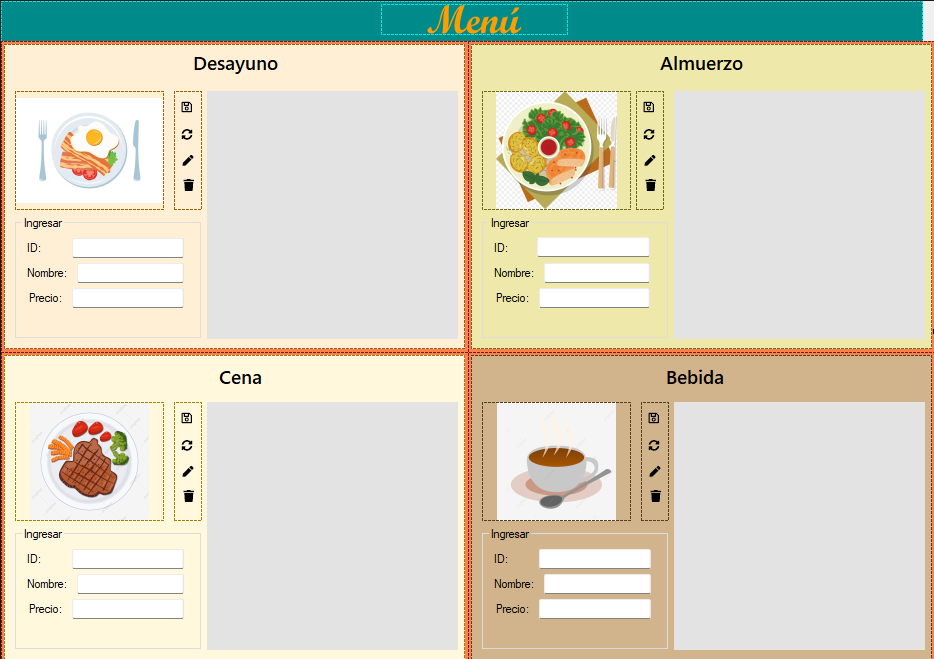 Menú
Desayuno
Almuerzo
Ingresar
ID:
Nombre:
Precio:
Ingresar
ID:
Nombre:
Precio:
Cena
Bebida
Ingresar
ID:
Nombre:
Precio:
Ingresar
ID:
Nombre:
Precio: